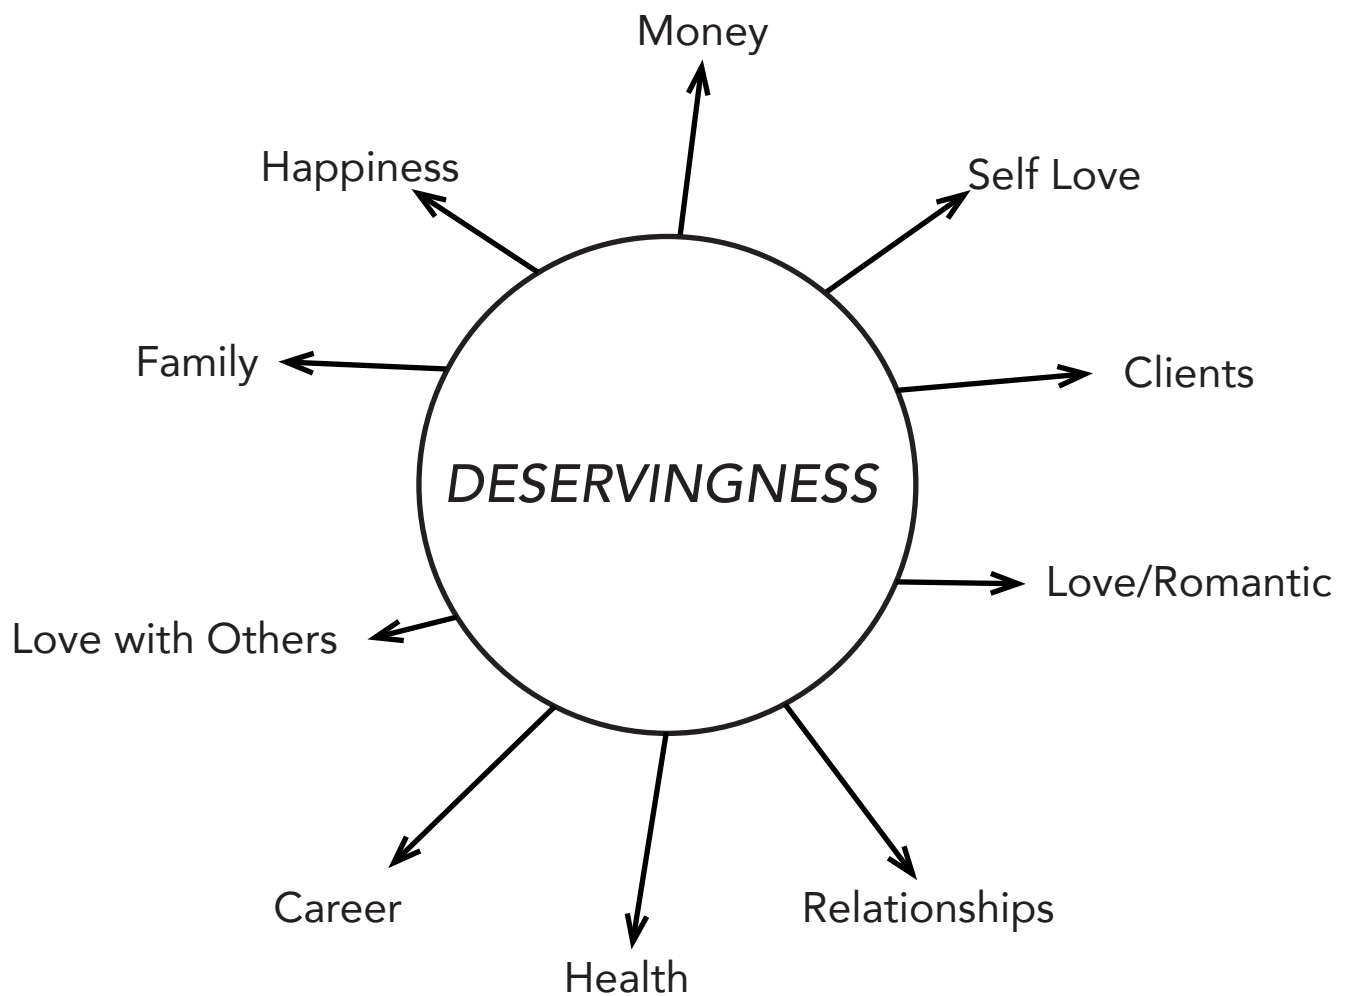 Money
Happiness
Self Love
Family
Clients
DESERVINGNESS
Love/Romantic
Love with Others
Career
Relationships
Health